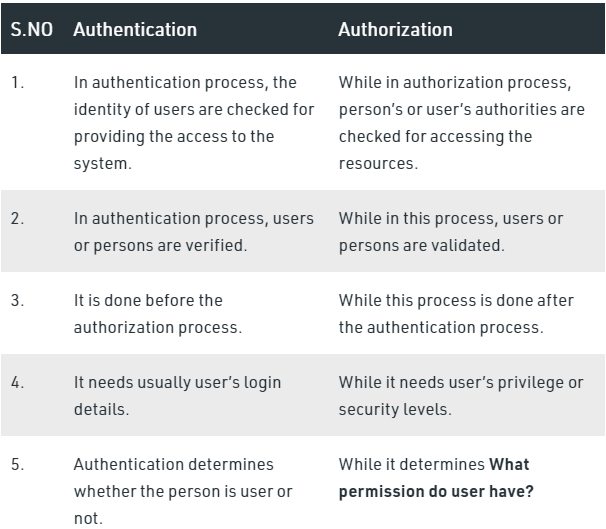 S.NO Authentication Authorization
1. In authentication process, the While in authorization process,
identity of users are checked for person's or user's authorities are
providing the access to the checked for accessing the
system. resources.
2. In authentication process, users While in this process, users or
or persons are verified. persons are validated.
3. It is done before the While this process is done after
authorization process. the authentication process.
4. It needs usually user's login While it needs user's privilege or
details. security levels.
5. Authentication determines While it determines What
whether the person is user or permission do user have?
not.